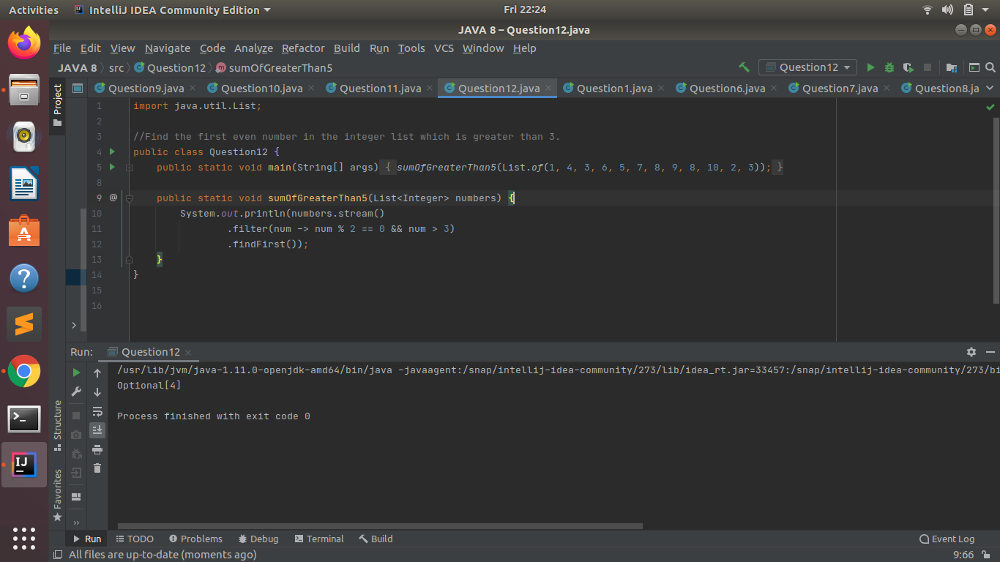 Activities IntelliJ IDEA Community Edition Fri 22:24
JAVA 8 – Question12.java
File Edit View Navigate Code Analyze Refactor Build Run Tools VCS Window Help
JAVA 8 src Question12 sumOfGreaterThan5 Question12
Project
Question9.java Question10.java Question11.java Question12.java Question1.java Question6.java Question7.java Question8.ja
1 import java.util.List;
2
3 //Find the first even number in the integer list which is greater than 3.
4 public class Question12 {
5 public static void main(String[] args) { sumOfGreaterThan5(List.of(1, 4, 3, 6, 5, 7, 8, 9, 8, 10, 2, 3)); }
8
9 @ public static void sumOfGreaterThan5(List<Integer> numbers) {
10 System.out.println(numbers.stream()
11 .filter(num -> num % 2 == 0 && num > 3)
12 .findFirst());
13 }
14 }
15
16
Run: Question12
/usr/lib/jvm/java-1.11.0-openjdk-amd64/bin/java -javaagent:/snap/intellij-idea-community/273/lib/idea_rt.jar=33457:/snap/intellij-idea-community/273/bi
Optional[4]
Process finished with exit code 0
Structure
Favorites
Run TODO Problems Debug Terminal Build Event Log
All files are up-to-date (moments ago) 9:66